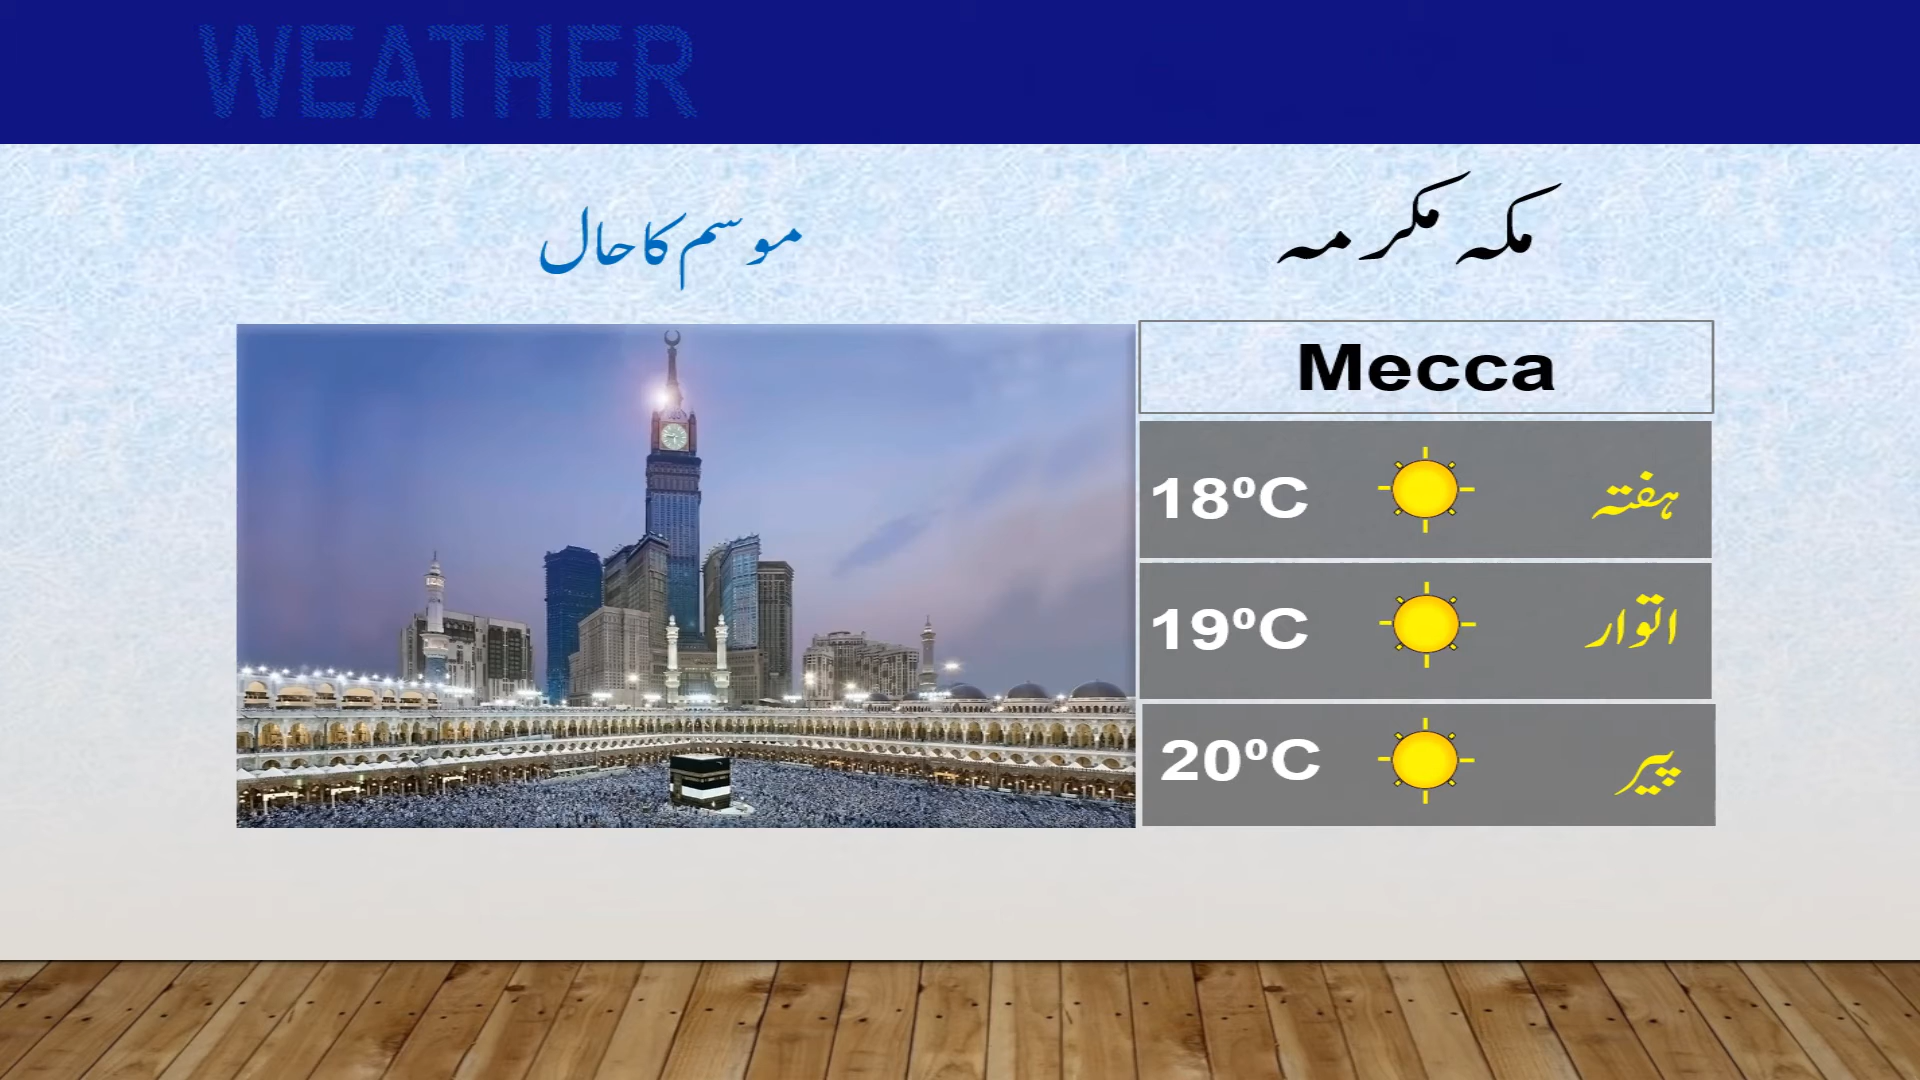 WEATHER
موسم کا حال
مکہ مکرمہ
Mecca
18ºC ہفتہ
19ºC اتوار
20ºC پیر